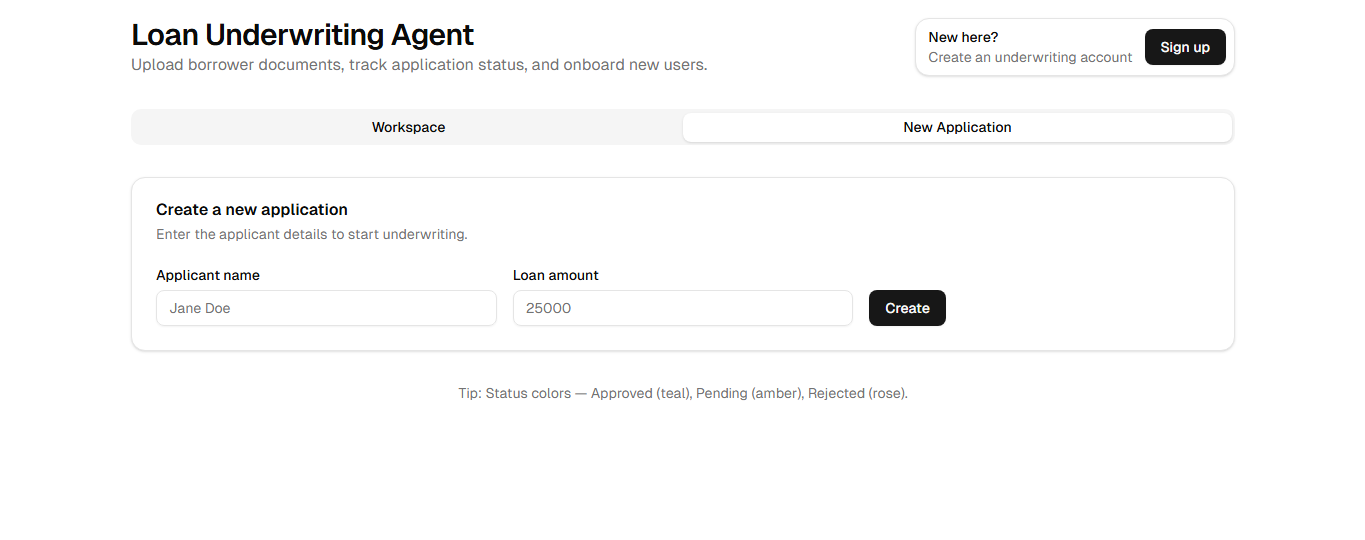 Loan Underwriting Agent
Upload borrower documents, track application status, and onboard new users.
New here?
Create an underwriting account
Sign up
Workspace
New Application
Create a new application
Enter the applicant details to start underwriting.
Applicant name
Loan amount
Jane Doe
25000
Create
Tip: Status colors — Approved (teal), Pending (amber), Rejected (rose).